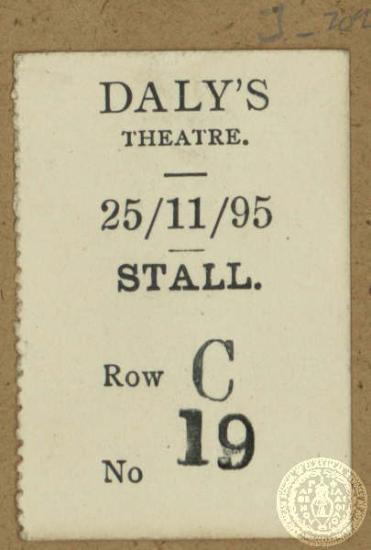 DALY'S
THEATRE.
25/11/95
STALL.
Row C
No 19